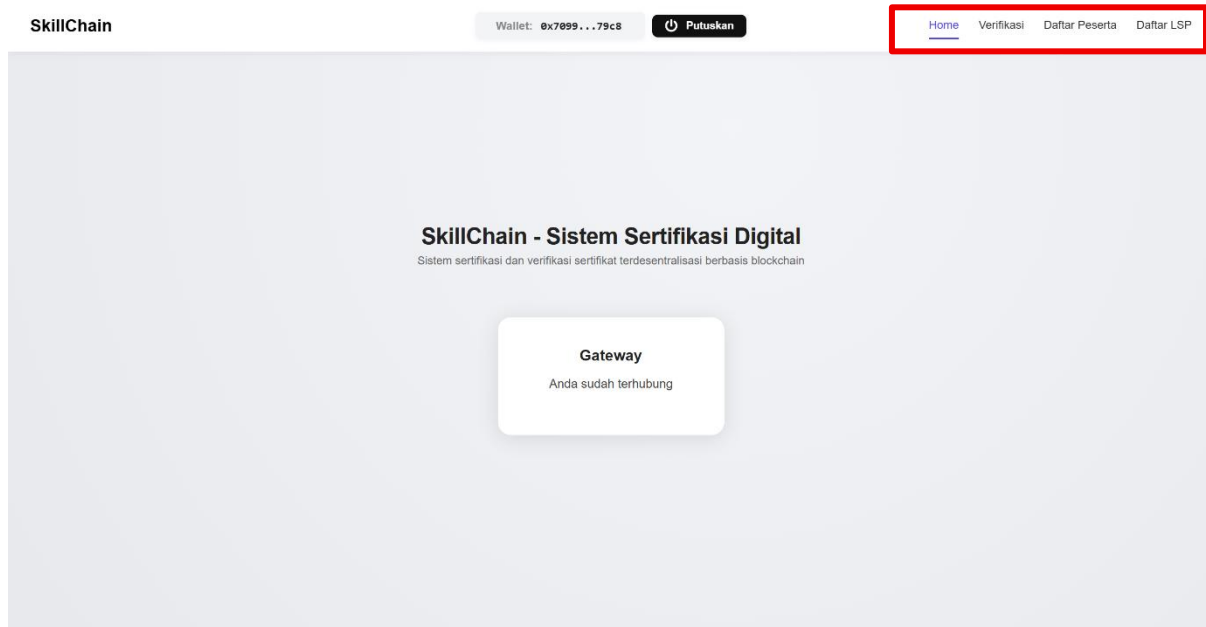 SkillChain
Wallet: 0x7099...79c8 Putuskan
Home Verifikasi Daftar Peserta Daftar LSP
SkillChain - Sistem Sertifikasi Digital
Sistem sertifikasi dan verifikasi sertifikat terdesentralisasi berbasis blockchain
Gateway
Anda sudah terhubung